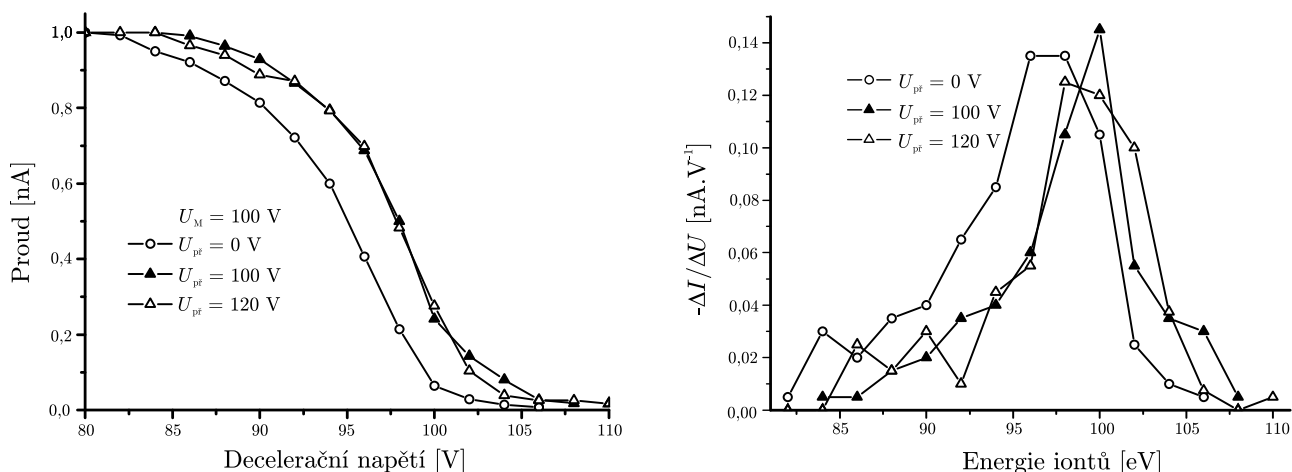 1,0
0,8
0,6
0,4
0,2
0,0
Proud [nA]
U_M = 100 V
U_př = 0 V
U_př = 100 V
U_př = 120 V
80 85 90 95 100 105 110
Decelerační napětí [V]
0,14
0,12
0,10
0,08
0,06
0,04
0,02
0,00
-ΔI/ΔU [nA.V⁻¹]
U_př = 0 V
U_př = 100 V
U_př = 120 V
85 90 95 100 105 110
Energie iontů [eV]